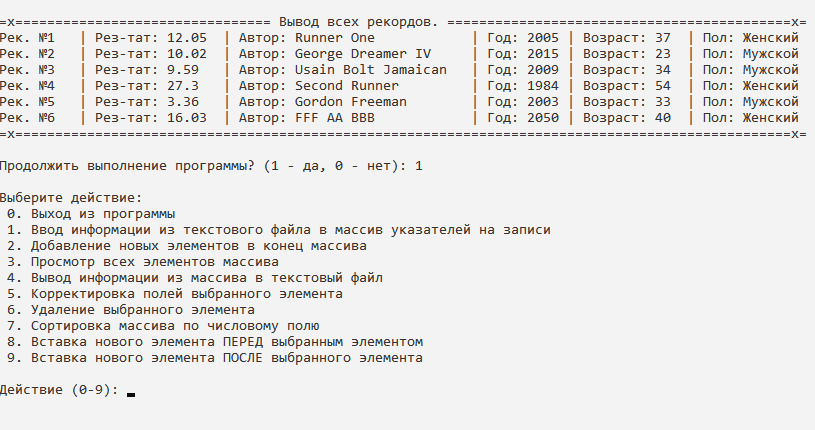 =x================================ Вывод всех рекордов. ===========================================x=
Рек. №1   | Рез-тат: 12.05  | Автор: Runner One            | Год: 2005 | Возраст: 37  | Пол: Женский
Рек. №2   | Рез-тат: 10.02  | Автор: George Dreamer IV     | Год: 2015 | Возраст: 23  | Пол: Мужской
Рек. №3   | Рез-тат: 9.59   | Автор: Usain Bolt Jamaican   | Год: 2009 | Возраст: 34  | Пол: Мужской
Рек. №4   | Рез-тат: 27.3   | Автор: Second Runner         | Год: 1984 | Возраст: 54  | Пол: Женский
Рек. №5   | Рез-тат: 3.36   | Автор: Gordon Freeman        | Год: 2003 | Возраст: 33  | Пол: Мужской
Рек. №6   | Рез-тат: 16.03  | Автор: FFF AA BBB            | Год: 2050 | Возраст: 40  | Пол: Женский
=x=================================================================================================x=
Продолжить выполнение программы? (1 - да, 0 - нет): 1
Выберите действие:
0. Выход из программы
1. Ввод информации из текстового файла в массив указателей на записи
2. Добавление новых элементов в конец массива
3. Просмотр всех элементов массива
4. Вывод информации из массива в текстовый файл
5. Корректировка полей выбранного элемента
6. Удаление выбранного элемента
7. Сортировка массива по числовому полю
8. Вставка нового элемента ПЕРЕД выбранным элементом
9. Вставка нового элемента ПОСЛЕ выбранного элемента
Действие (0-9):